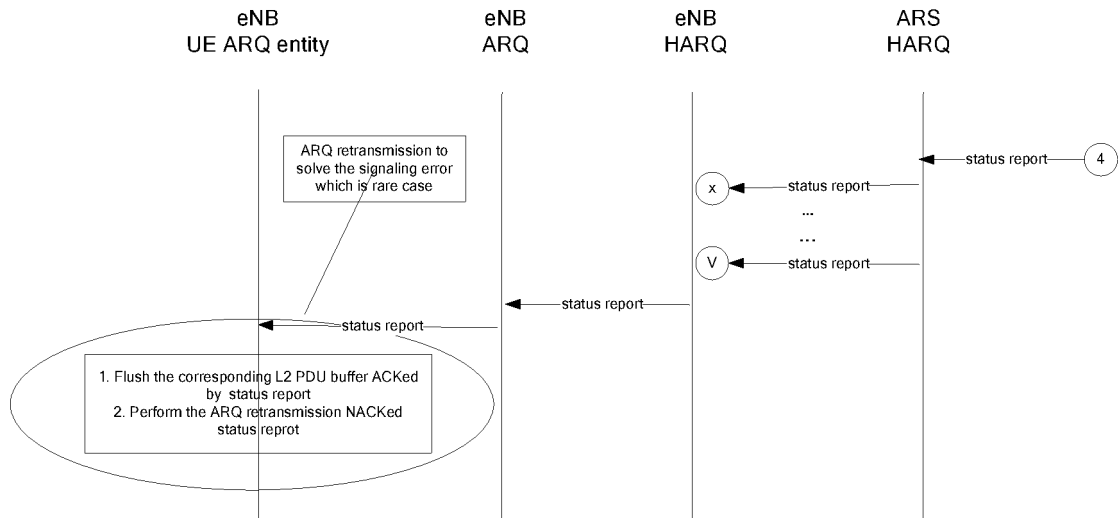 eNB
UE ARQ entity
eNB
ARQ
eNB
HARQ
ARS
HARQ
ARQ retransmission to
solve the signaling error
which is rare case
status report
4
x
status report
...
...
V
status report
status report
status report
1. Flush the corresponding L2 PDU buffer ACKed
by status report
2. Perform the ARQ retransmission NACKed
status reprot